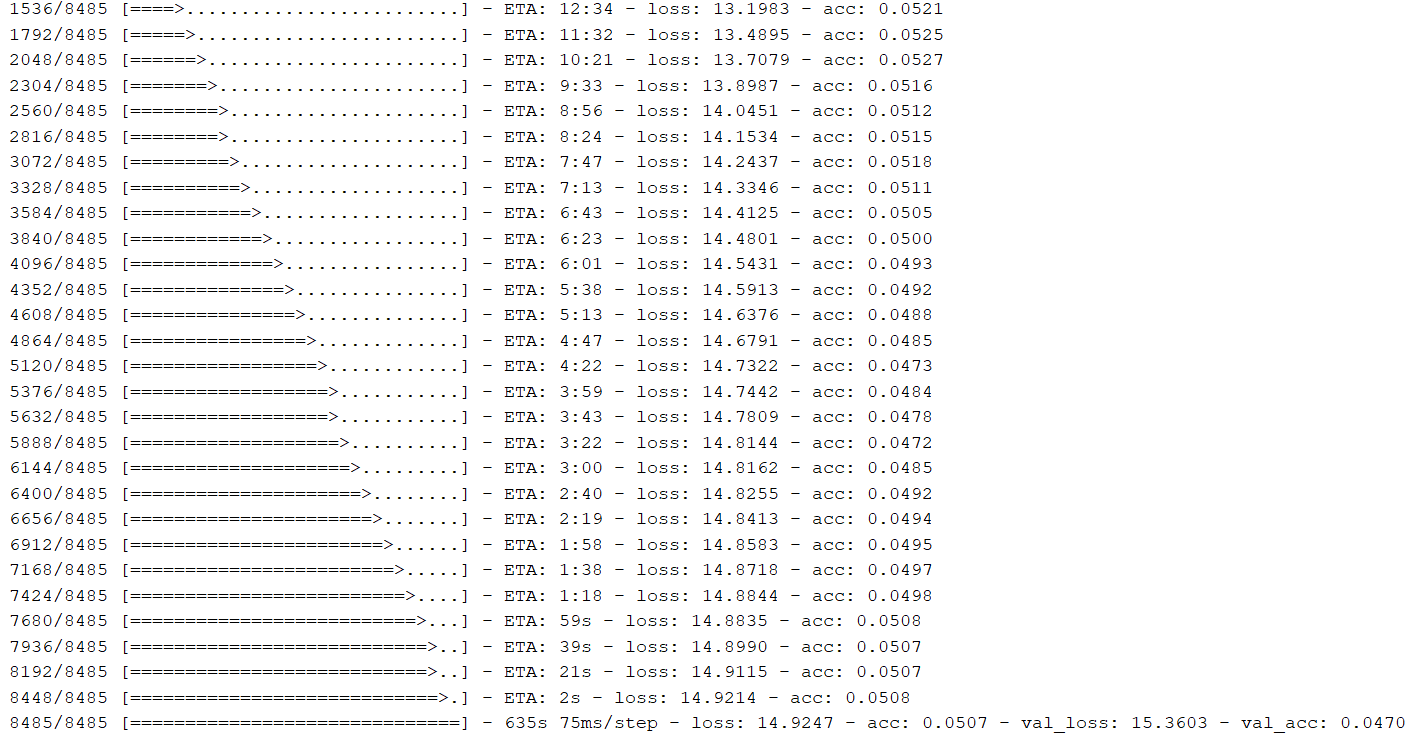 1536/8485 [====>.........................] - ETA: 12:34 - loss: 13.1983 - acc: 0.0521
1792/8485 [=====>........................] - ETA: 11:32 - loss: 13.4895 - acc: 0.0525
2048/8485 [======>.......................] - ETA: 10:21 - loss: 13.7079 - acc: 0.0527
2304/8485 [=======>......................] - ETA: 9:33 - loss: 13.8987 - acc: 0.0516
2560/8485 [========>.....................] - ETA: 8:56 - loss: 14.0451 - acc: 0.0512
2816/8485 [========>.....................] - ETA: 8:24 - loss: 14.1534 - acc: 0.0515
3072/8485 [=========>....................] - ETA: 7:47 - loss: 14.2437 - acc: 0.0518
3328/8485 [==========>...................] - ETA: 7:13 - loss: 14.3346 - acc: 0.0511
3584/8485 [===========>..................] - ETA: 6:43 - loss: 14.4125 - acc: 0.0505
3840/8485 [============>.................] - ETA: 6:23 - loss: 14.4801 - acc: 0.0500
4096/8485 [=============>................] - ETA: 6:01 - loss: 14.5431 - acc: 0.0493
4352/8485 [==============>...............] - ETA: 5:38 - loss: 14.5913 - acc: 0.0492
4608/8485 [===============>..............] - ETA: 5:13 - loss: 14.6376 - acc: 0.0488
4864/8485 [================>.............] - ETA: 4:47 - loss: 14.6791 - acc: 0.0485
5120/8485 [=================>............] - ETA: 4:22 - loss: 14.7322 - acc: 0.0473
5376/8485 [==================>...........] - ETA: 3:59 - loss: 14.7442 - acc: 0.0484
5632/8485 [==================>...........] - ETA: 3:43 - loss: 14.7809 - acc: 0.0478
5888/8485 [===================>..........] - ETA: 3:22 - loss: 14.8144 - acc: 0.0472
6144/8485 [====================>.........] - ETA: 3:00 - loss: 14.8162 - acc: 0.0485
6400/8485 [=====================>........] - ETA: 2:40 - loss: 14.8255 - acc: 0.0492
6656/8485 [======================>.......] - ETA: 2:19 - loss: 14.8413 - acc: 0.0494
6912/8485 [=======================>......] - ETA: 1:58 - loss: 14.8583 - acc: 0.0495
7168/8485 [========================>.....] - ETA: 1:38 - loss: 14.8718 - acc: 0.0497
7424/8485 [=========================>....] - ETA: 1:18 - loss: 14.8844 - acc: 0.0498
7680/8485 [==========================>...] - ETA: 59s - loss: 14.8835 - acc: 0.0508
7936/8485 [===========================>..] - ETA: 39s - loss: 14.8990 - acc: 0.0507
8192/8485 [===========================>..] - ETA: 21s - loss: 14.9115 - acc: 0.0507
8448/8485 [============================>.] - ETA: 2s - loss: 14.9214 - acc: 0.0508
8485/8485 [==============================] - 635s 75ms/step - loss: 14.9247 - acc: 0.0507 - val_loss: 15.3603 - val_acc: 0.0470